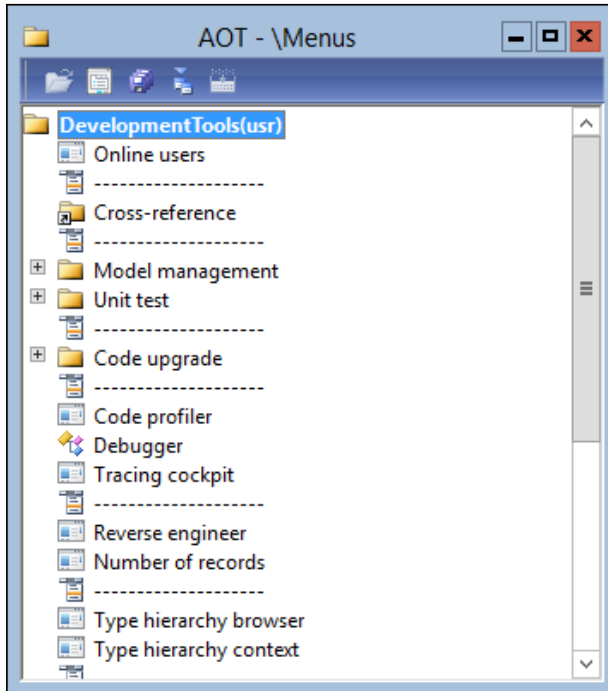 AOT - \Menus
DevelopmentTools(usr)
Online users
--------------------
Cross-reference
--------------------
Model management
Unit test
--------------------
Code upgrade
--------------------
Code profiler
Debugger
Tracing cockpit
--------------------
Reverse engineer
Number of records
--------------------
Type hierarchy browser
Type hierarchy context